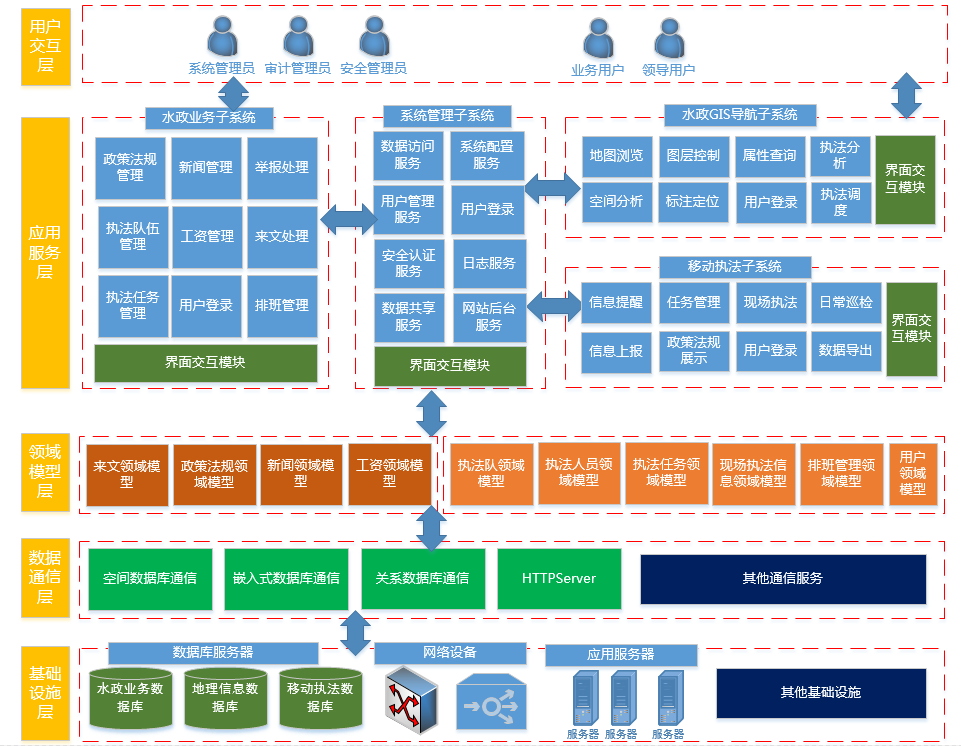 用户
交互
层
系统管理员
审计管理员
安全管理员
业务用户
领导用户
应用
服务
层
水政业务子系统
政策法规
管理
新闻管理
举报处理
执法队伍
管理
工资管理
来文处理
执法任务
管理
用户登录
排班管理
界面交互模块
系统管理子系统
数据访问
服务
系统配置
服务
用户管理
服务
用户登录
安全认证
服务
日志服务
数据共享
服务
网站后台
服务
界面交互模块
水政GIS导航子系统
地图浏览
图层控制
属性查询
执法分
析
空间分析
标注定位
用户登录
执法调
度
界面交
互模块
移动执法子系统
信息提醒
任务管理
现场执法
日常巡检
信息上报
政策法规
展示
用户登录
数据导出
界面交
互模块
领域
模型
层
来文领域模
型
政策法规领
域模型
新闻领域模
型
工资领域模
型
执法队领域
模型
执法人员领
域模型
执法任务领
域模型
现场执法信
息领域模型
排班管理领
域模型
用户
领域
模型
数据
通信
层
空间数据库通信
嵌入式数据库通信
关系数据库通信
HTTPServer
其他通信服务
基础
设施
层
数据库服务器
水政业务数
据库
地理信息数
据库
移动执法数
据库
网络设备
应用服务器
服务器
服务器
服务器
其他基础设施